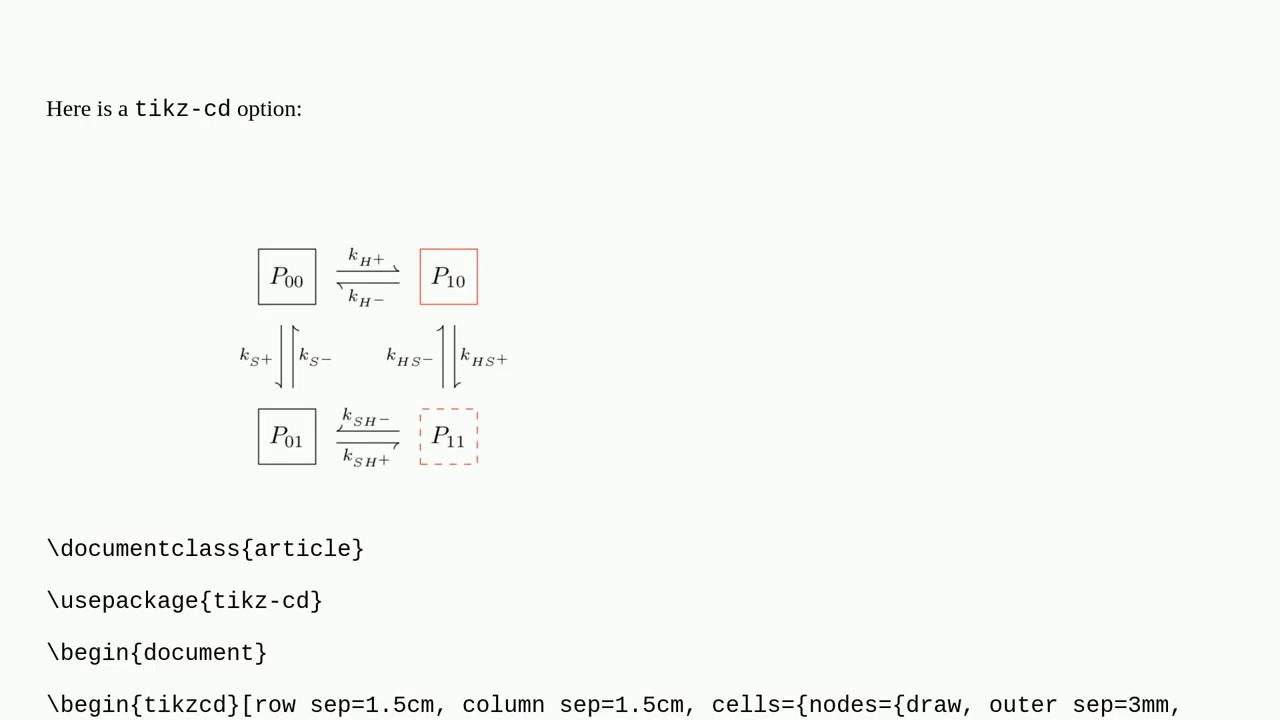 Here is a tikz-cd option:
k_{H+}
P_{00} P_{10}
k_{H-}
k_{S+} k_{S-} k_{HS-} k_{HS+}
k_{SH-}
P_{01} P_{11}
k_{SH+}
\documentclass{article}
\usepackage{tikz-cd}
\begin{document}
\begin{tikzcd}[row sep=1.5cm, column sep=1.5cm, cells={nodes={draw, outer sep=3mm,